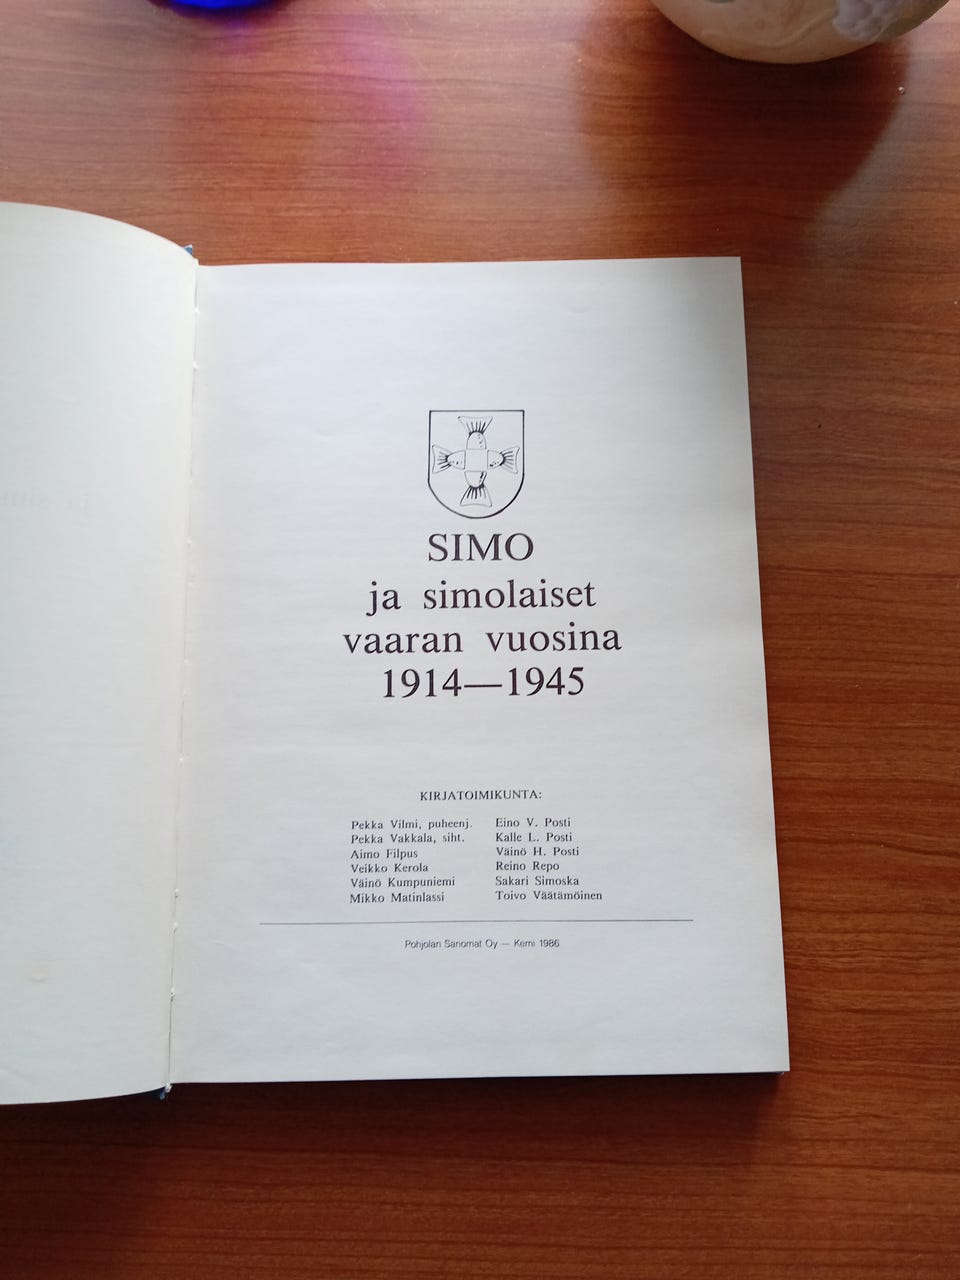 SIMO
ja simolaiset
vaaran vuosina
1914—1945
KIRJATOIMIKUNTA:
Pekka Vilmi, puheenj.
Pekka Vakkala, siht.
Aimo Filpus
Veikko Kerola
Väinö Kumpuniemi
Mikko Matinlassi
Eino V. Posti
Kalle L. Posti
Väinö H. Posti
Reino Repo
Sakari Simoska
Toivo Väätämöinen
Pohjolan Sanomat Oy — Kemi 1986